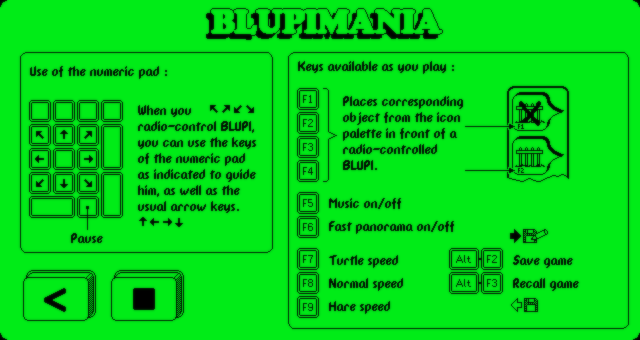 BLUPIMANIA
Use of the numeric pad :
When you ↖↗↙↘
radio-control BLUPI,
you can use the keys
of the numeric pad
as indicated to guide
him, as well as the
usual arrow keys.
↑←→↓
↖ ↑ ↗
← →
↙ ↓ ↘
Pause
<
Keys available as you play :
F1
F2
F3
F4
Places corresponding
object from the icon
palette in front of a
radio-controlled
BLUPI.
F1
F2
F5 Music on/off
F6 Fast panorama on/off
F7 Turtle speed
F8 Normal speed
F9 Hare speed
Alt F2 Save game
Alt F3 Recall game